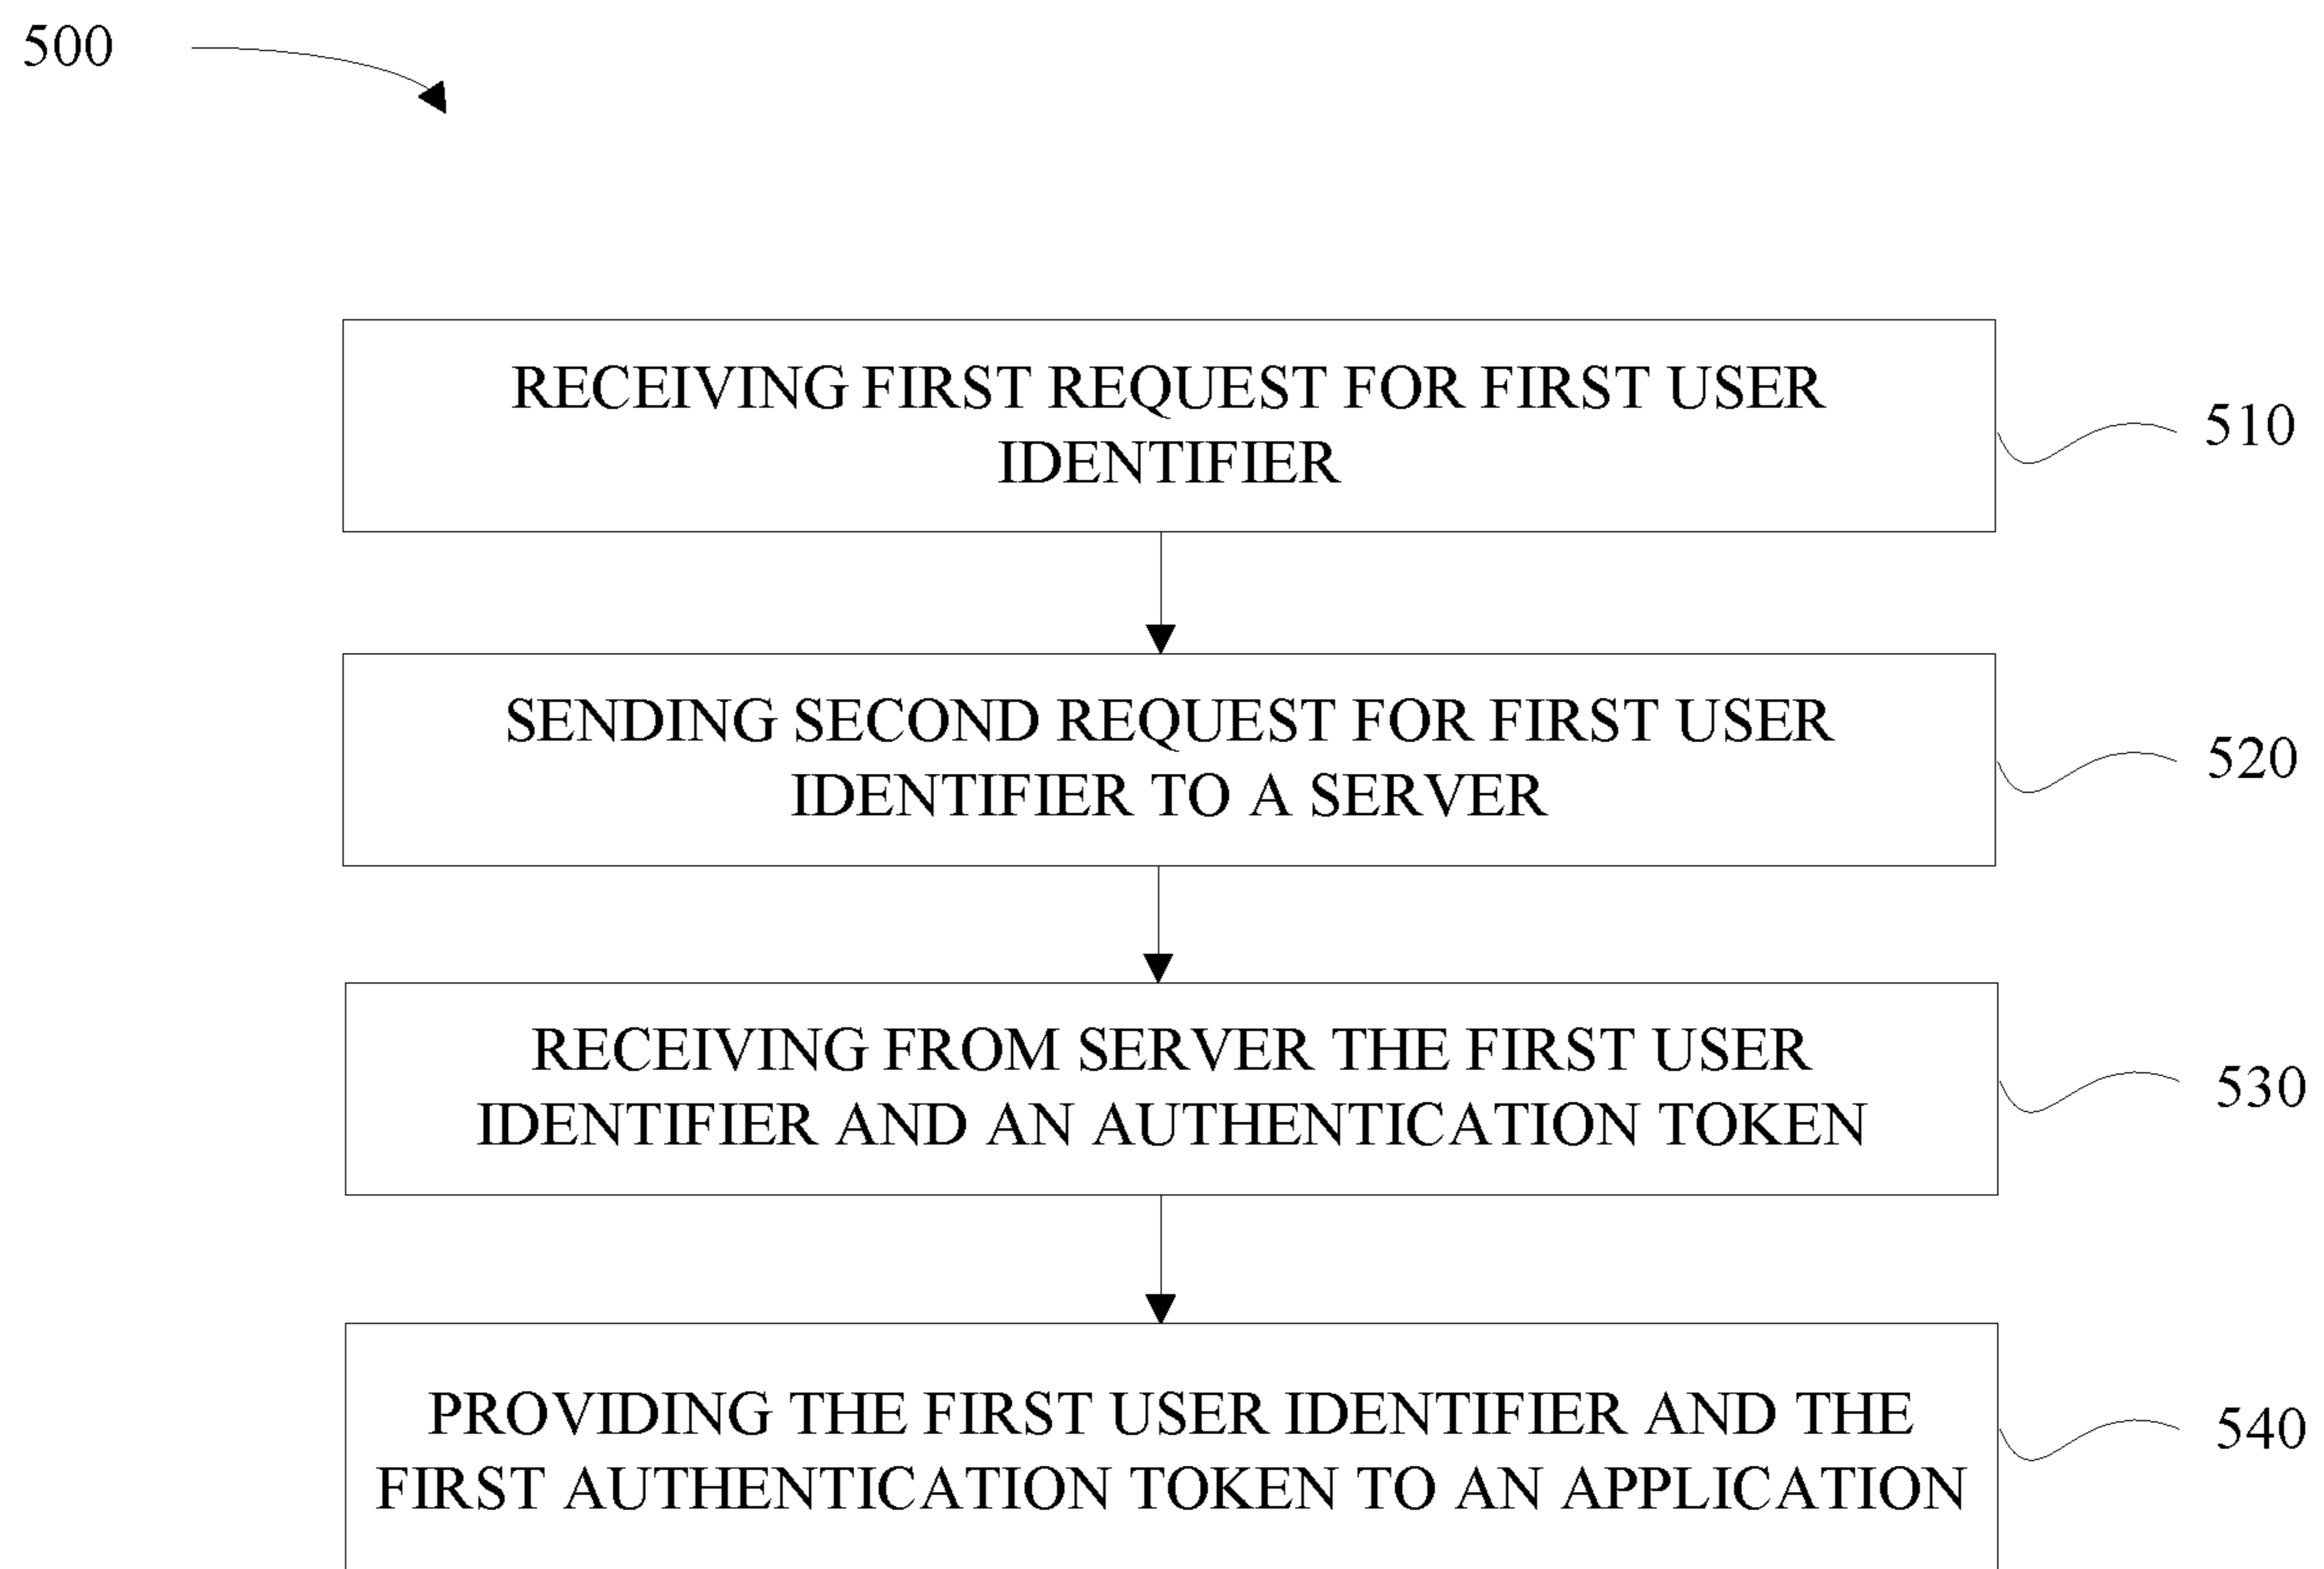 500
RECEIVING FIRST REQUEST FOR FIRST USER
IDENTIFIER
510
SENDING SECOND REQUEST FOR FIRST USER
IDENTIFIER TO A SERVER
520
RECEIVING FROM SERVER THE FIRST USER
IDENTIFIER AND AN AUTHENTICATION TOKEN
530
PROVIDING THE FIRST USER IDENTIFIER AND THE
FIRST AUTHENTICATION TOKEN TO AN APPLICATION
540